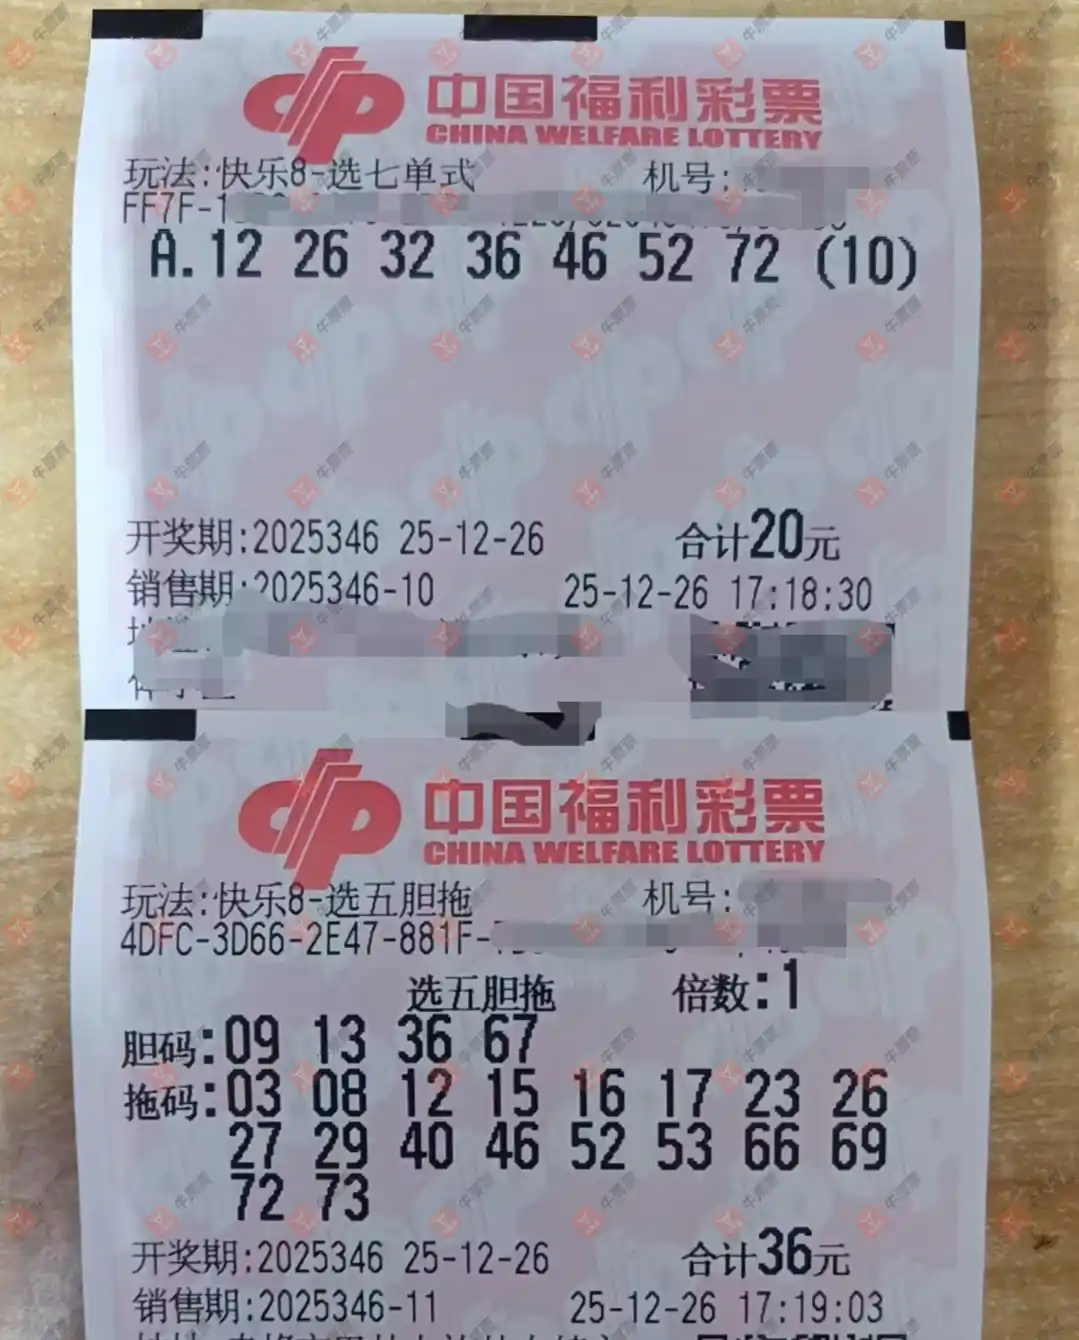 中国福利彩票
CHINA WELFARE LOTTERY
玩法:快乐8-选七单式 机号:
FF7F-1
A.12 26 32 36 46 52 72 (10)
开奖期:2025346 25-12-26 合计20元
销售期:2025346-10 25-12-26 17:18:30
中国福利彩票
CHINA WELFARE LOTTERY
玩法:快乐8-选五胆拖 机号:
4DFC-3D66-2E47-881F-
选五胆拖 倍数:1
胆码:09 13 36 67
拖码:03 08 12 15 16 17 23 26
27 29 40 46 52 53 66 69
72 73
开奖期:2025346 25-12-26 合计36元
销售期:2025346-11 25-12-26 17:19:03